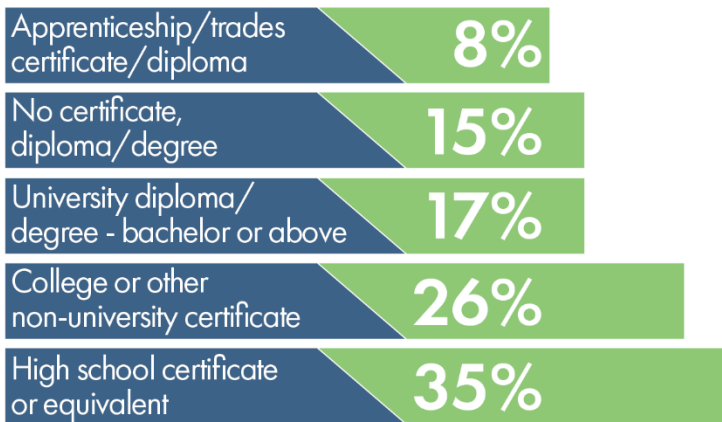 Apprenticeship/trades
certificate/diploma
8%
No certificate,
diploma/degree
15%
University diploma/
degree - bachelor or above
17%
College or other
non-university certificate
26%
High school certificate
or equivalent
35%